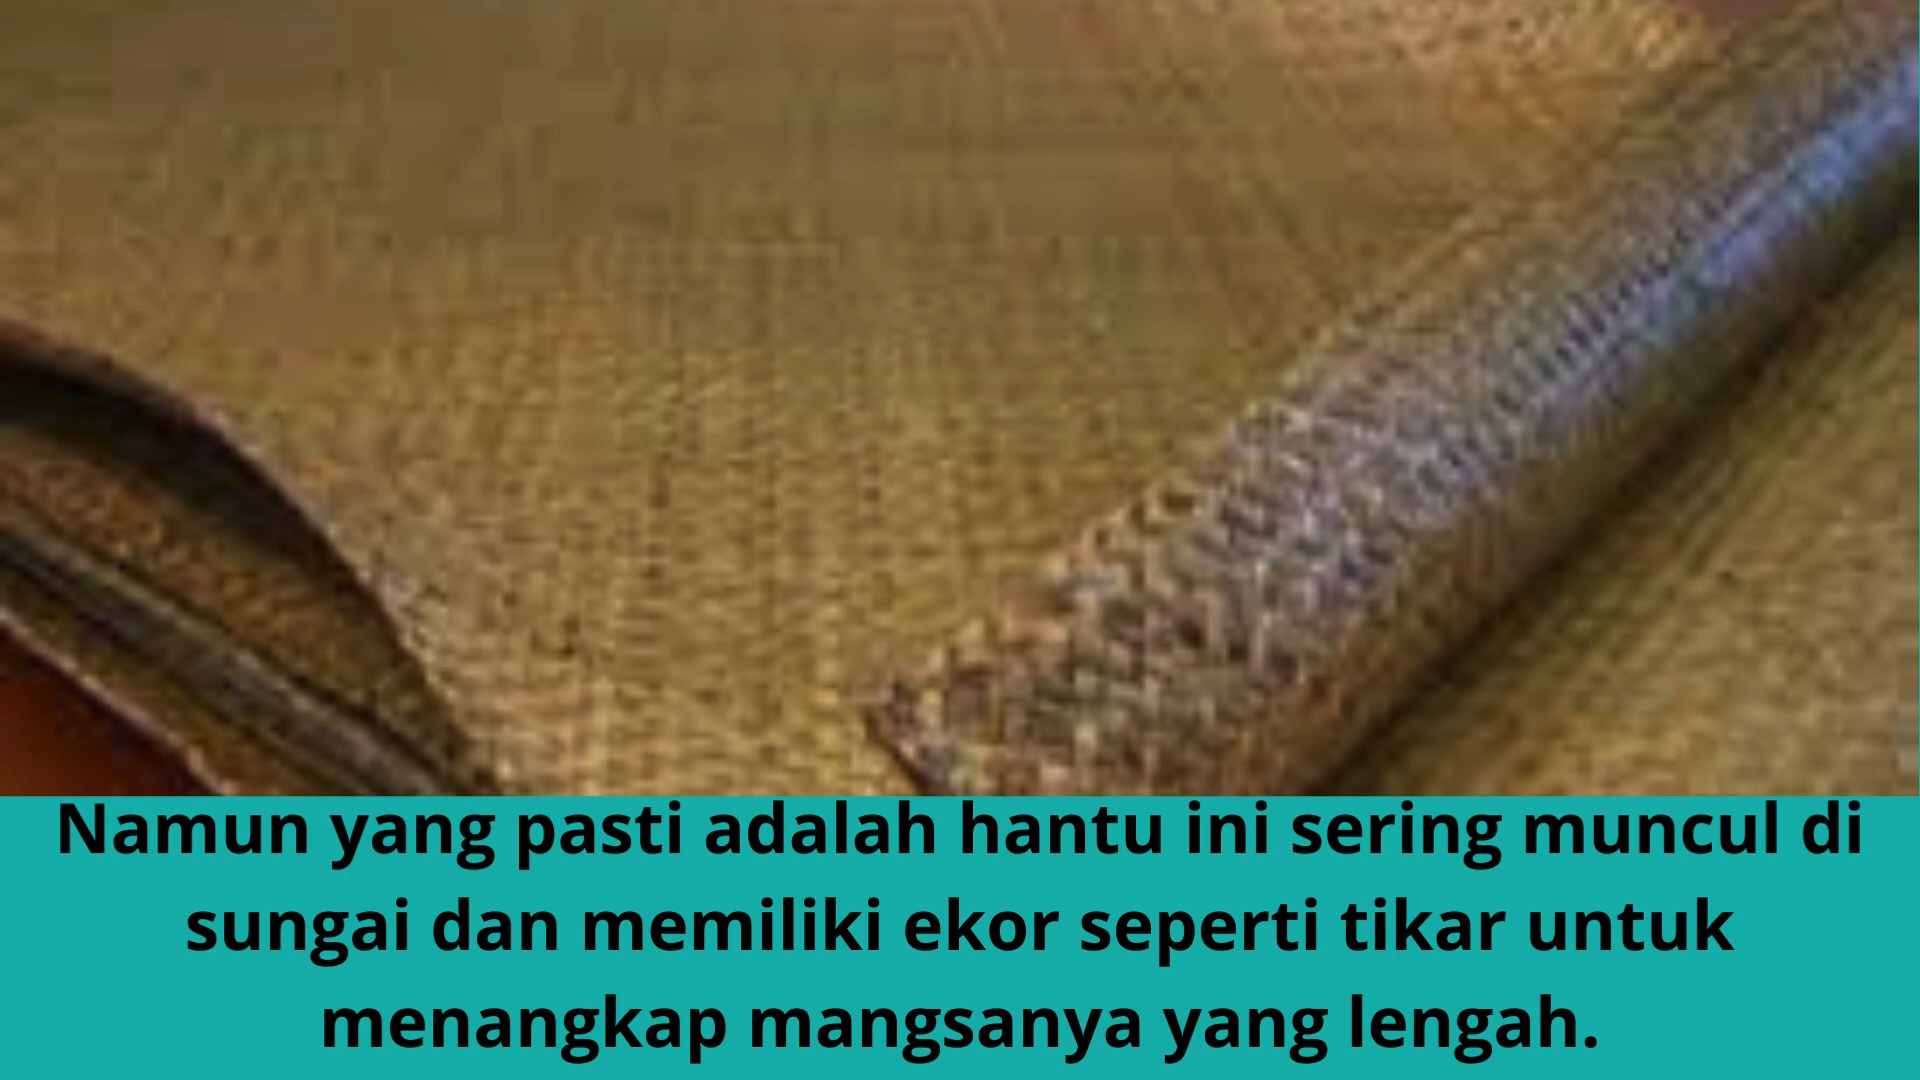 Namun yang pasti adalah hantu ini sering muncul di
sungai dan memiliki ekor seperti tikar untuk
menangkap mangsanya yang lengah.